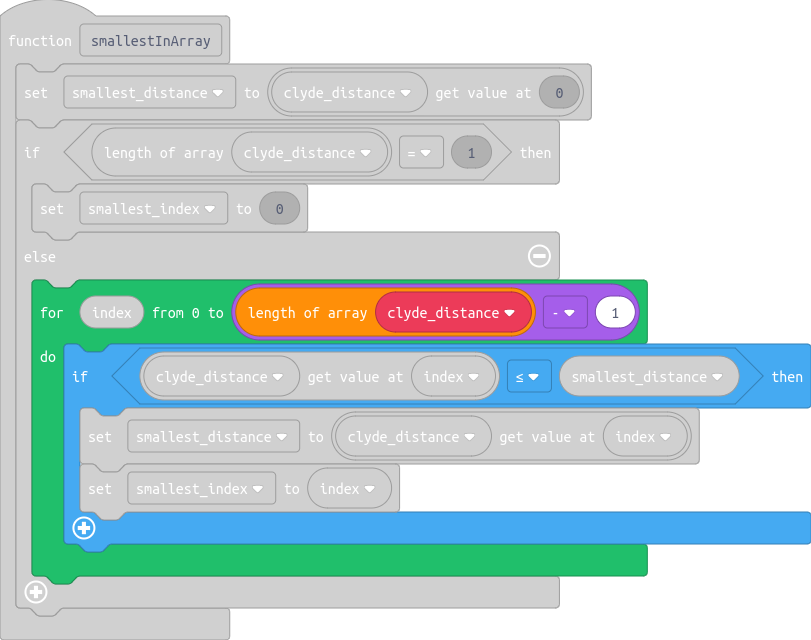 function smallestInArray
set smallest_distance to clyde_distance get value at 0
if length of array clyde_distance = 1 then
set smallest_index to 0
else
for index from 0 to length of array clyde_distance - 1
do
if clyde_distance get value at index ≤ smallest_distance then
set smallest_distance to clyde_distance get value at index
set smallest_index to index